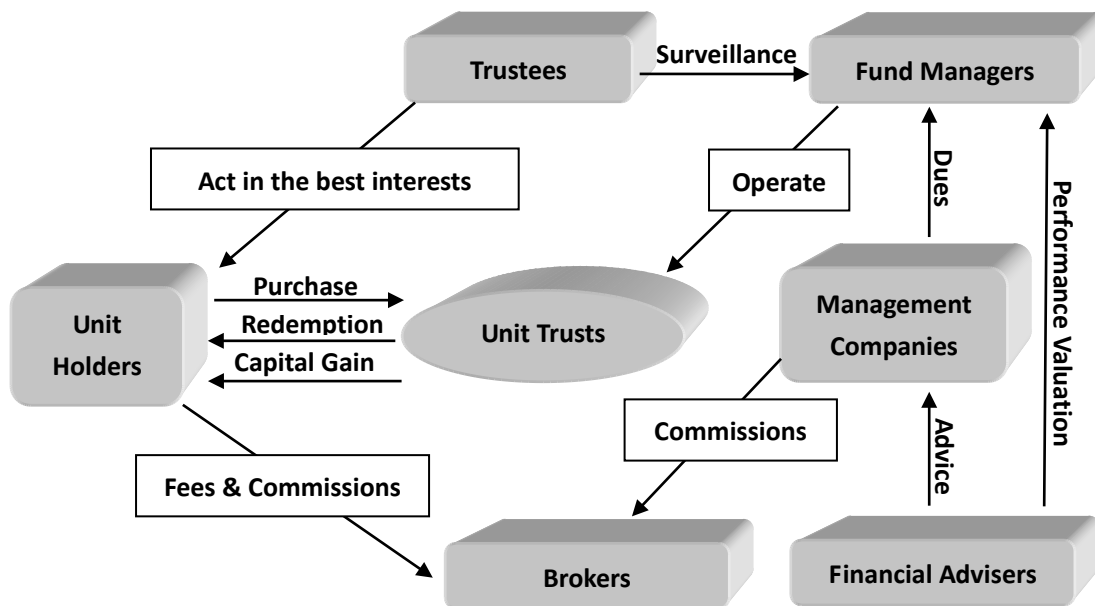 Trustees
Surveillance
Fund Managers
Act in the best interests
Operate
Dues
Performance Valuation
Unit
Holders
Purchase
Redemption
Capital Gain
Unit Trusts
Management
Companies
Commissions
Advice
Fees & Commissions
Brokers
Financial Advisers